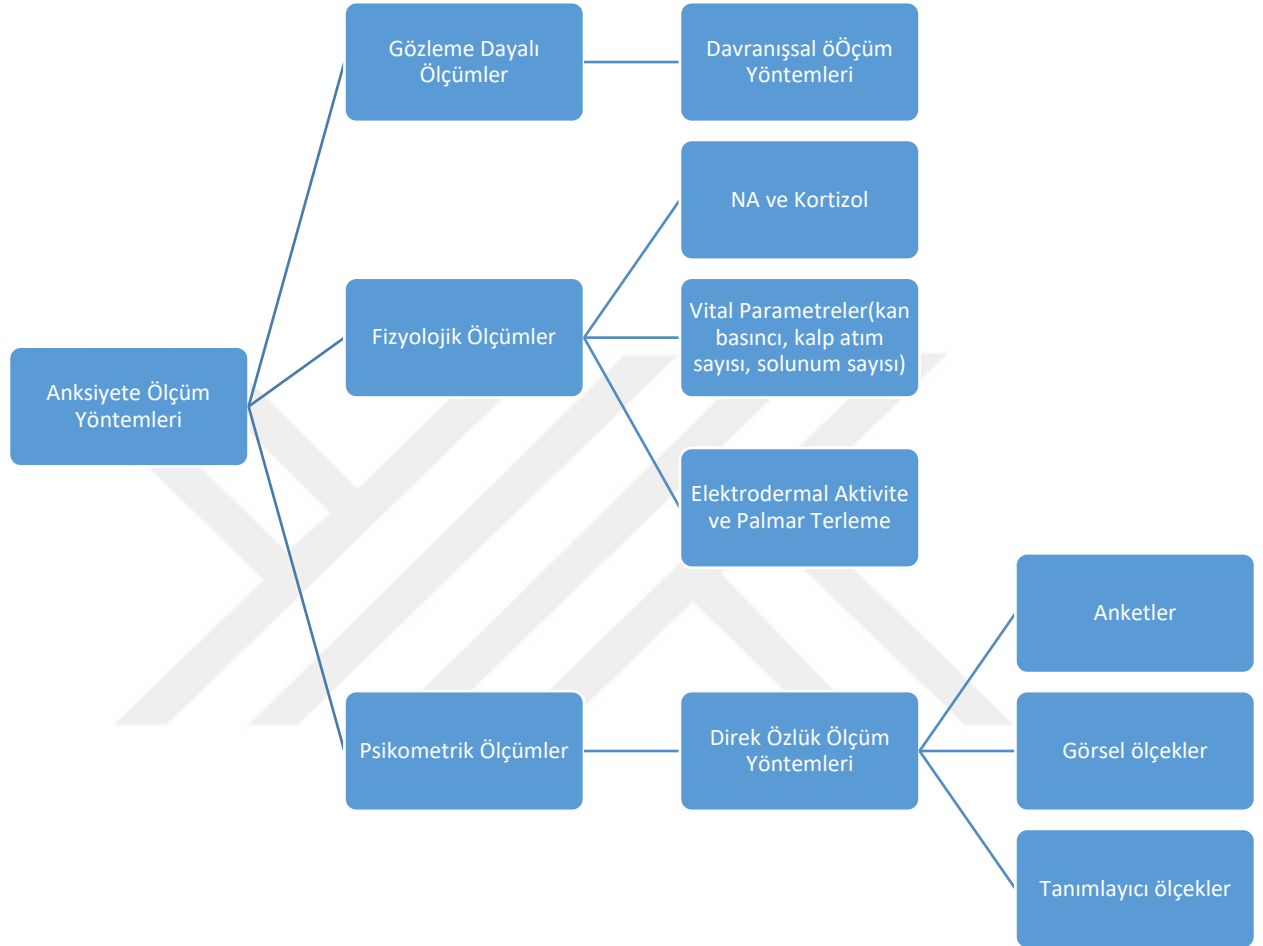 Anksiyete Ölçüm
Yöntemleri
Gözleme Dayalı
Ölçümler
Davranışsal öÖçüm
Yöntemleri
Fizyolojik Ölçümler
NA ve Kortizol
Vital Parametreler(kan
basıncı, kalp atım
sayısı, solunum sayısı)
Elektrodermal Aktivite
ve Palmar Terleme
Psikometrik Ölçümler
Direk Özlük Ölçüm
Yöntemleri
Anketler
Görsel ölçekler
Tanımlayıcı ölçekler